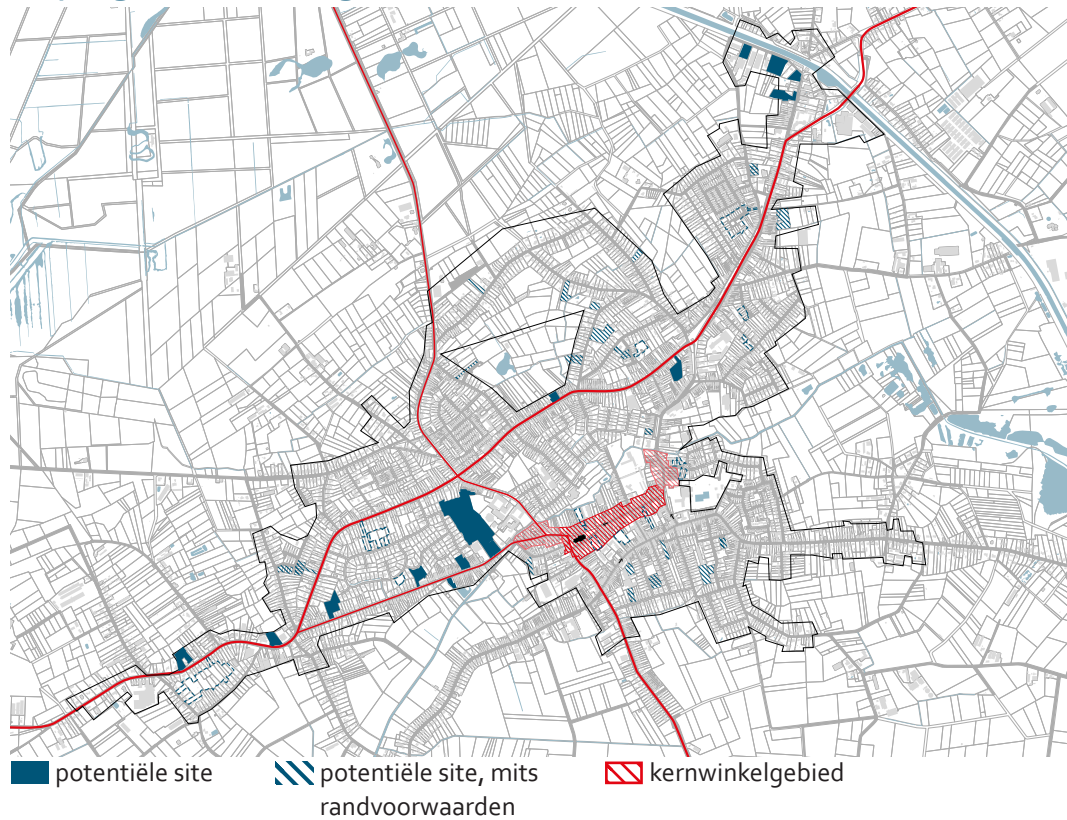 potentiële site
potentiële site, mits
randvoorwaarden
kernwinkelgebied